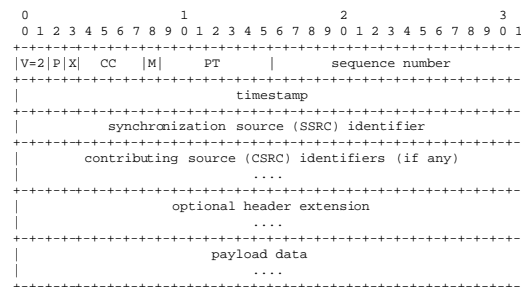 0                   1                   2                   3
0 1 2 3 4 5 6 7 8 9 0 1 2 3 4 5 6 7 8 9 0 1 2 3 4 5 6 7 8 9 0 1
+-+-+-+-+-+-+-+-+-+-+-+-+-+-+-+-+-+-+-+-+-+-+-+-+-+-+-+-+-+-+-+-
|V=2|P|X|  CC   |M|     PT      |       sequence number
+-+-+-+-+-+-+-+-+-+-+-+-+-+-+-+-+-+-+-+-+-+-+-+-+-+-+-+-+-+-+-+-
|                           timestamp
+-+-+-+-+-+-+-+-+-+-+-+-+-+-+-+-+-+-+-+-+-+-+-+-+-+-+-+-+-+-+-+-
|           synchronization source (SSRC) identifier
+-+-+-+-+-+-+-+-+-+-+-+-+-+-+-+-+-+-+-+-+-+-+-+-+-+-+-+-+-+-+-+-
|        contributing source (CSRC) identifiers (if any)
|                             ....
+-+-+-+-+-+-+-+-+-+-+-+-+-+-+-+-+-+-+-+-+-+-+-+-+-+-+-+-+-+-+-+-
|                   optional header extension
|                             ....
+-+-+-+-+-+-+-+-+-+-+-+-+-+-+-+-+-+-+-+-+-+-+-+-+-+-+-+-+-+-+-+-
|                        payload data
|                             ....
+-+-+-+-+-+-+-+-+-+-+-+-+-+-+-+-+-+-+-+-+-+-+-+-+-+-+-+-+-+-+-+-